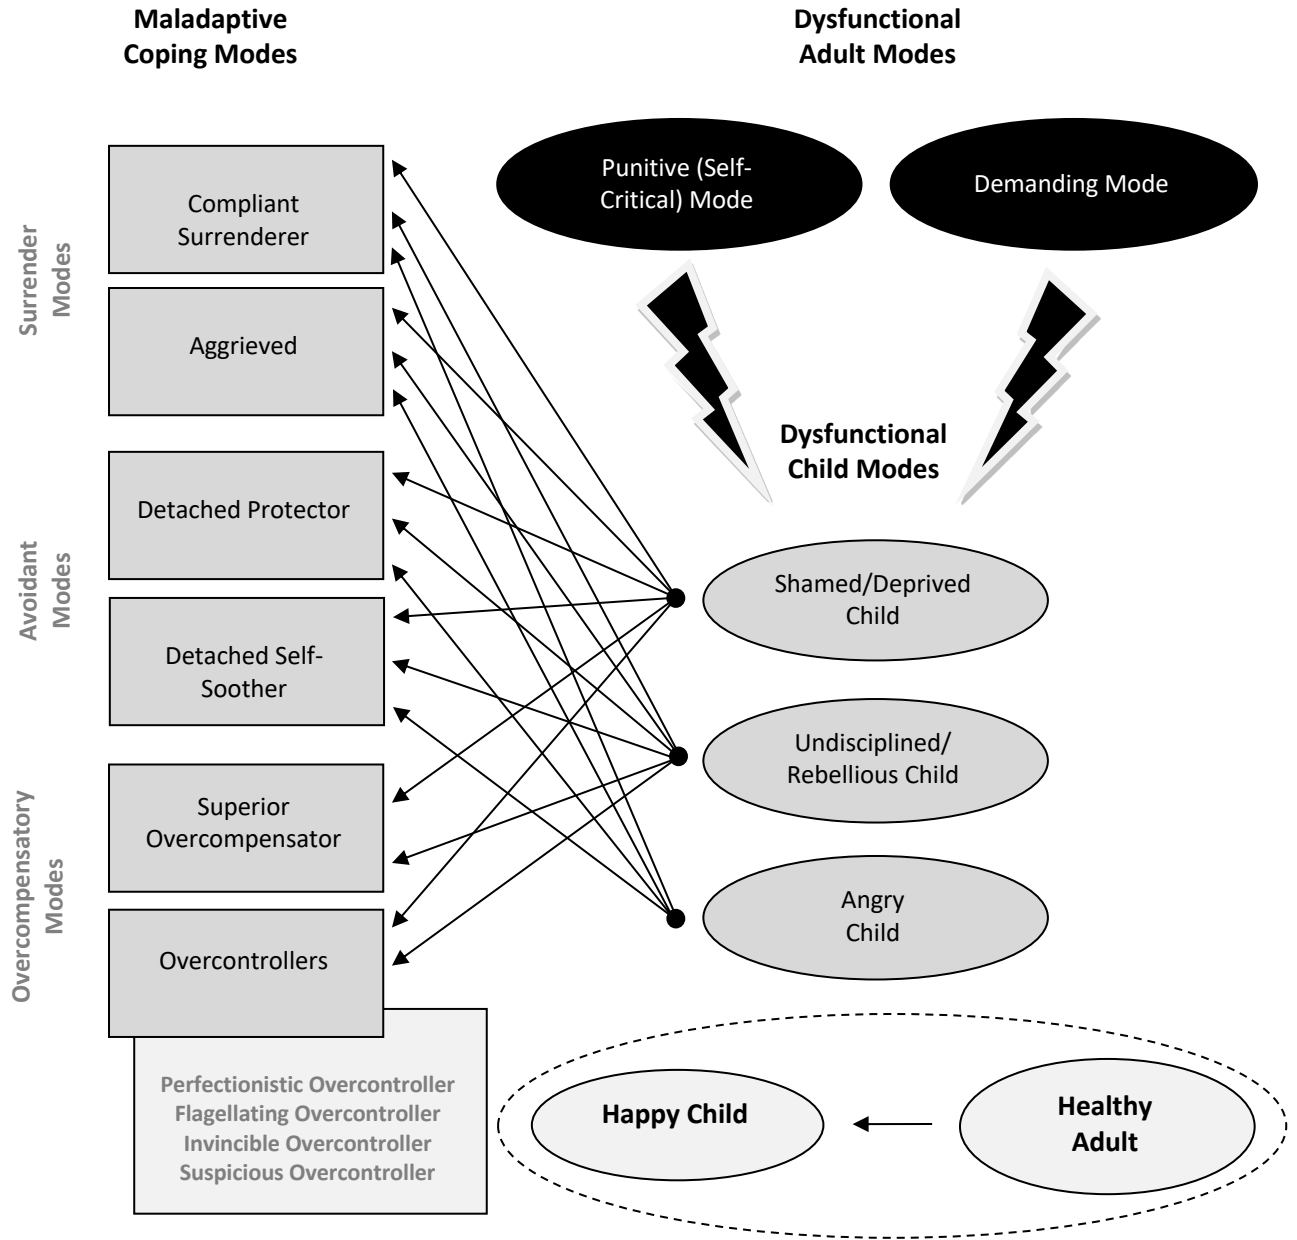 Maladaptive
Coping Modes
Dysfunctional
Adult Modes
Surrender
Modes
Compliant
Surrenderer
Aggrieved
Punitive (Self-
Critical) Mode
Demanding Mode
Dysfunctional
Child Modes
Avoidant
Modes
Detached Protector
Detached Self-
Soother
Shamed/Deprived
Child
Undisciplined/
Rebellious Child
Angry
Child
Overcompensatory
Modes
Superior
Overcompensator
Overcontrollers
Perfectionistic Overcontroller
Flagellating Overcontroller
Invincible Overcontroller
Suspicious Overcontroller
Happy Child
Healthy
Adult